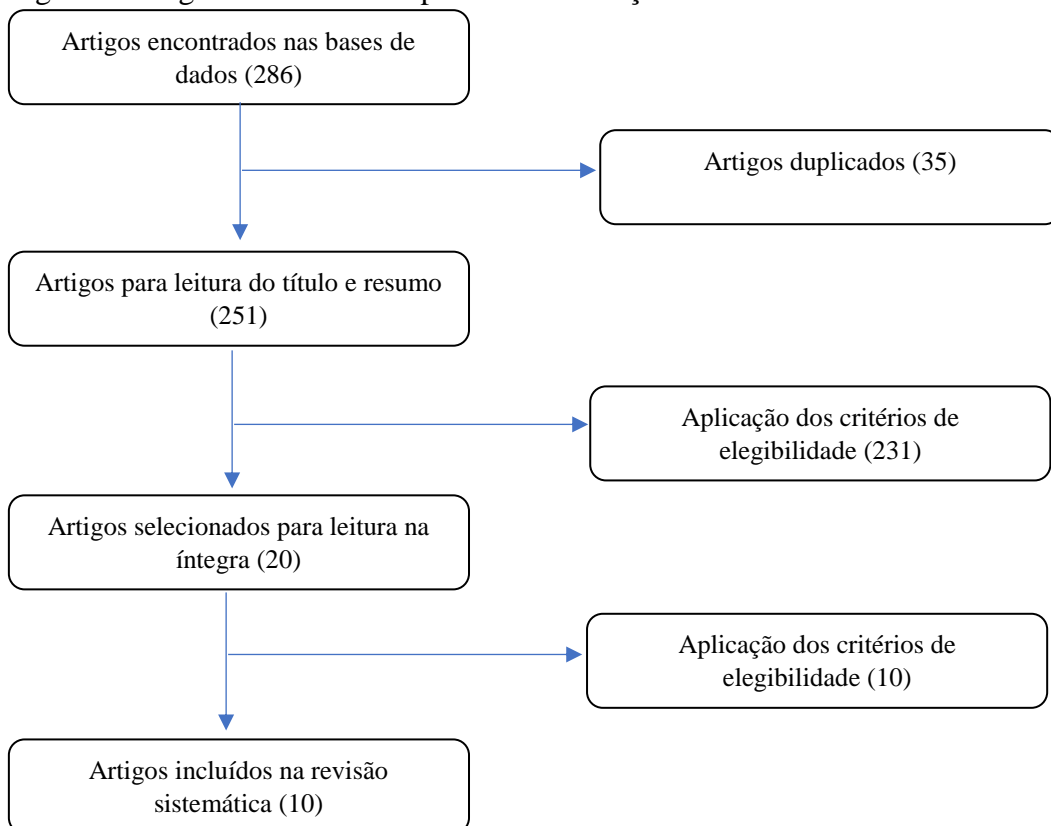 Artigos encontrados nas bases de
dados (286)
Artigos duplicados (35)
Artigos para leitura do título e resumo
(251)
Aplicação dos critérios de
elegibilidade (231)
Artigos selecionados para leitura na
íntegra (20)
Aplicação dos critérios de
elegibilidade (10)
Artigos incluídos na revisão
sistemática (10)